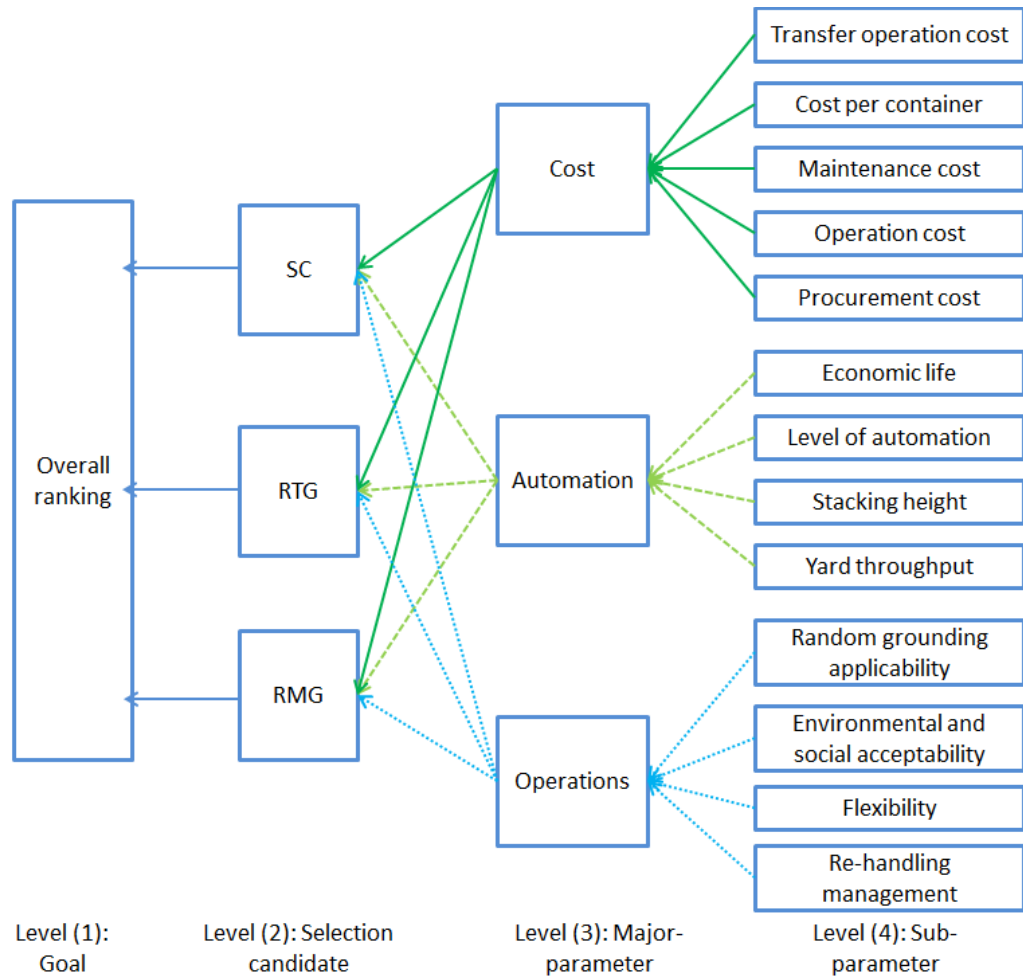 Transfer operation cost
Cost per container
Cost
Maintenance cost
Operation cost
SC
Procurement cost
Economic life
Level of automation
Overall
ranking
RTG
Automation
Stacking height
Yard throughput
Random grounding
applicability
RMG
Environmental and
social acceptability
Operations
Flexibility
Re-handling
management
Level (1):
Goal
Level (2): Selection
candidate
Level (3): Major-
parameter
Level (4): Sub-
parameter